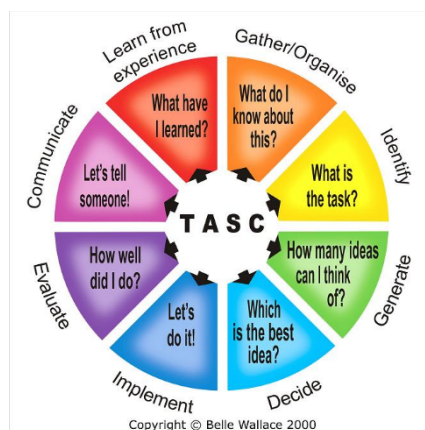 Gather/Organise
What do I
know about
this?
Identify
What is
the task?
Generate
How many ideas
can I think
of?
Decide
Which
is the best
idea?
Implement
Let's
do it!
Evaluate
How well
did I do?
Communicate
Let's tell
someone!
Learn from
experience
What have
I learned?
TASC
Copyright © Belle Wallace 2000